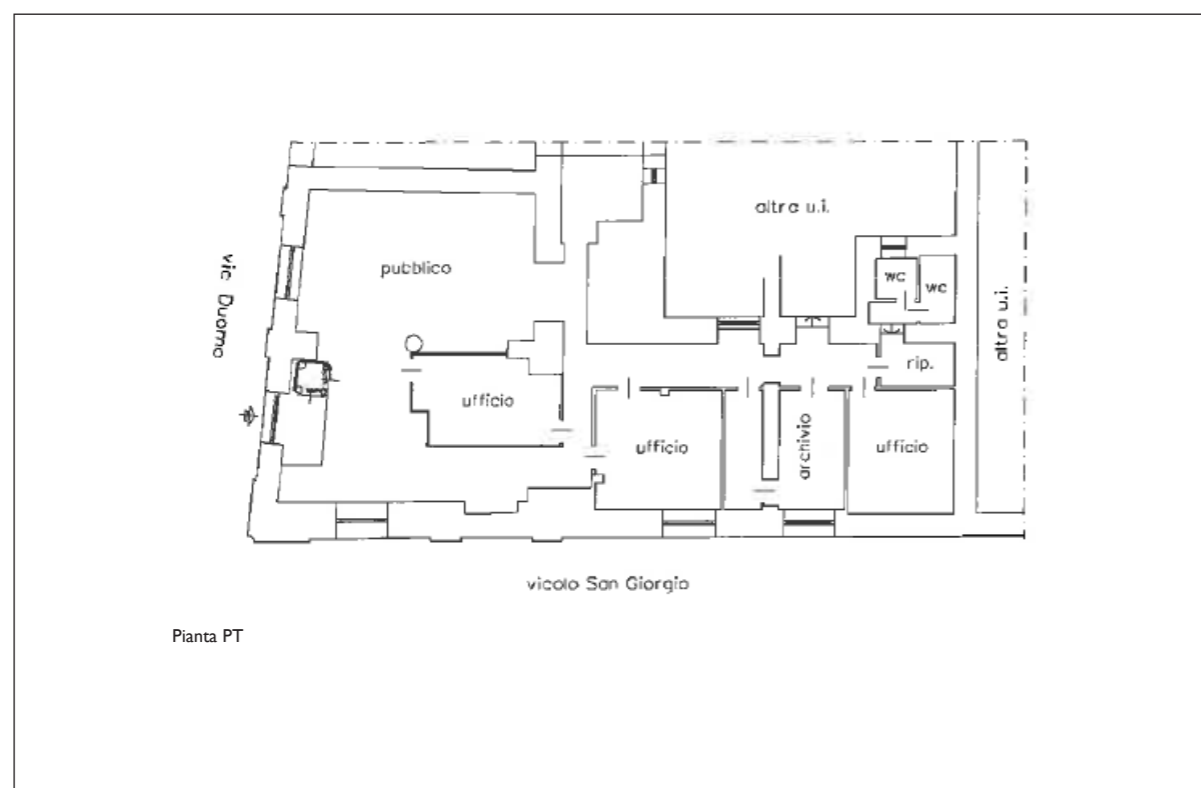 altra u.i.
pubblico
via Duomo
wc
wc
altra u.i.
rip.
ufficio
ufficio
archivio
ufficio
vicolo San Giorgio
Pianta PT